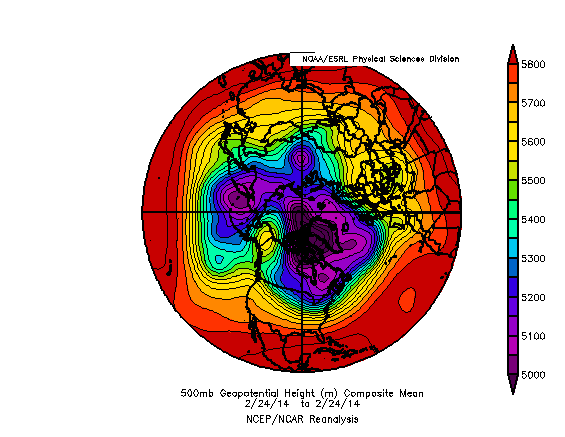 NOAA/ESRL Physical Sciences Division
5800
5700
5600
5500
5400
5300
5200
5100
5000
500mb Geopotential Height (m) Composite Mean
2/24/14 to 2/24/14
NCEP/NCAR Reanalysis